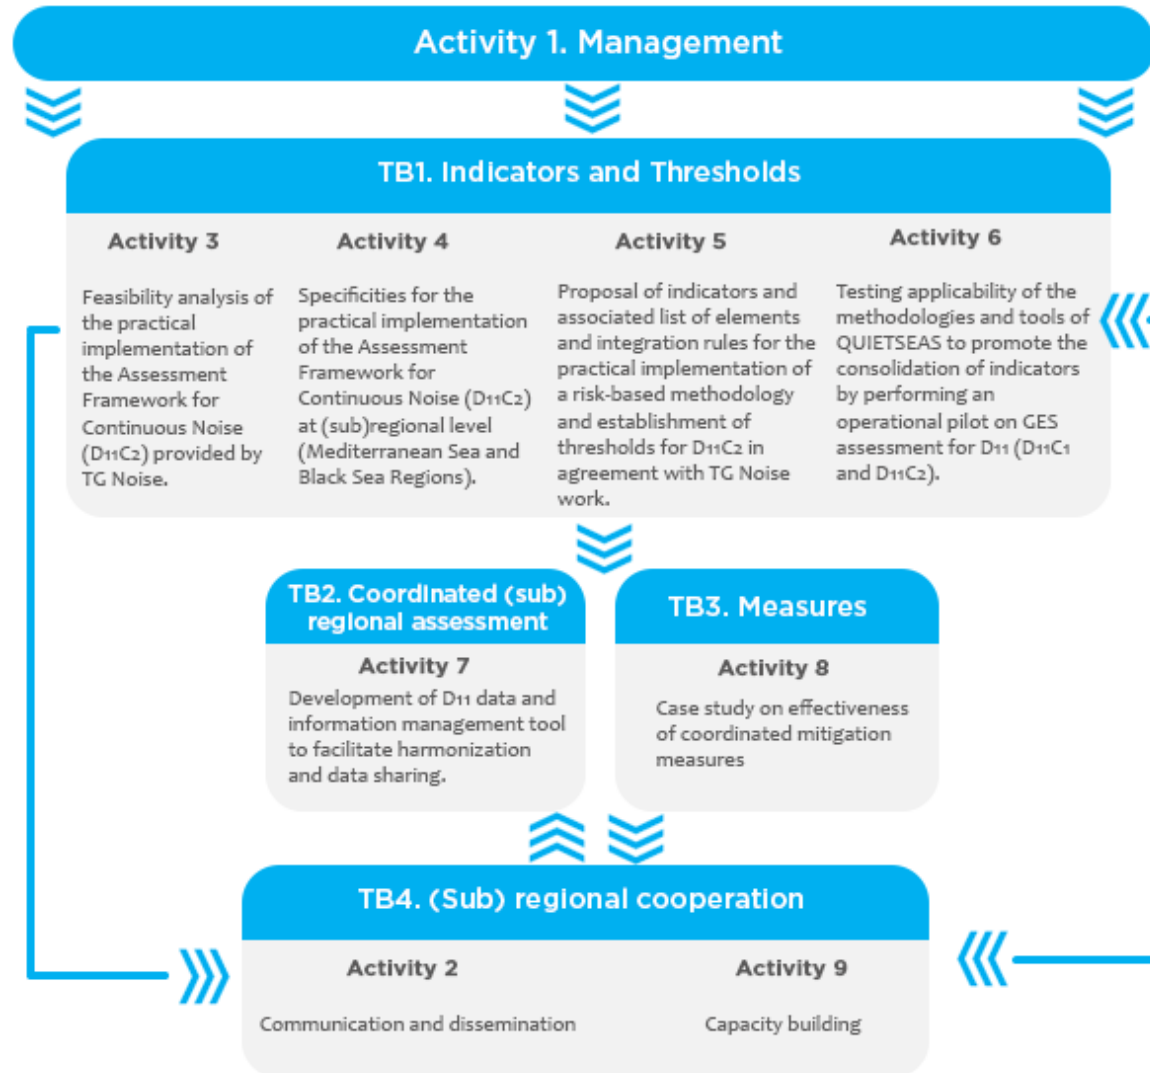 Activity 1. Management
TB1. Indicators and Thresholds
Activity 3
Feasibility analysis of
the practical
implementation of
the Assessment
Framework for
Continuous Noise
(D11C2) provided by
TG Noise.
Activity 4
Specificities for the
practical implementation
of the Assessment
Framework for
Continuous Noise (D11C2)
at (sub)regional level
(Mediterranean Sea and
Black Sea Regions).
Activity 5
Proposal of indicators and
associated list of elements
and integration rules for the
practical implementation of
a risk-based methodology
and establishment of
thresholds for D11C2 in
agreement with TG Noise
work.
Activity 6
Testing applicability of the
methodologies and tools of
QUIETSEAS to promote the
consolidation of indicators
by performing an
operational pilot on GES
assessment for D11 (D11C1
and D11C2).
TB2. Coordinated (sub)
regional assessment
Activity 7
Development of D11 data and
information management tool
to facilitate harmonization
and data sharing.
TB3. Measures
Activity 8
Case study on effectiveness
of coordinated mitigation
measures
TB4. (Sub) regional cooperation
Activity 2
Communication and dissemination
Activity 9
Capacity building